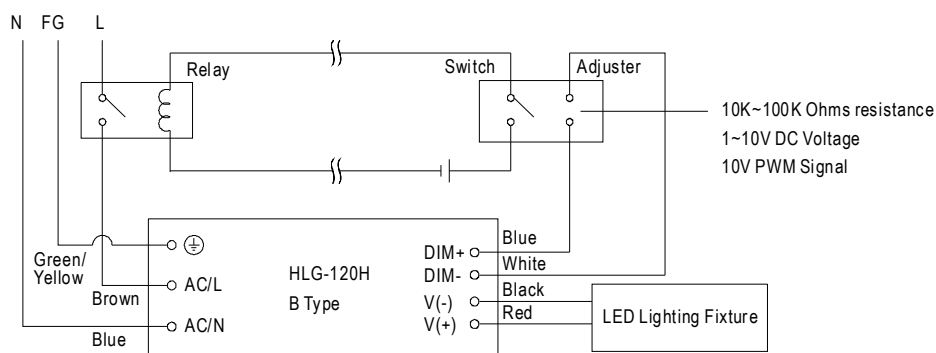 N FG L
Relay
Switch
Adjuster
10K~100K Ohms resistance
1~10V DC Voltage
10V PWM Signal
Green/
Yellow
Brown
Blue
AC/L
AC/N
HLG-120H
B Type
DIM+
DIM-
V(-)
V(+)
Blue
White
Black
Red
LED Lighting Fixture